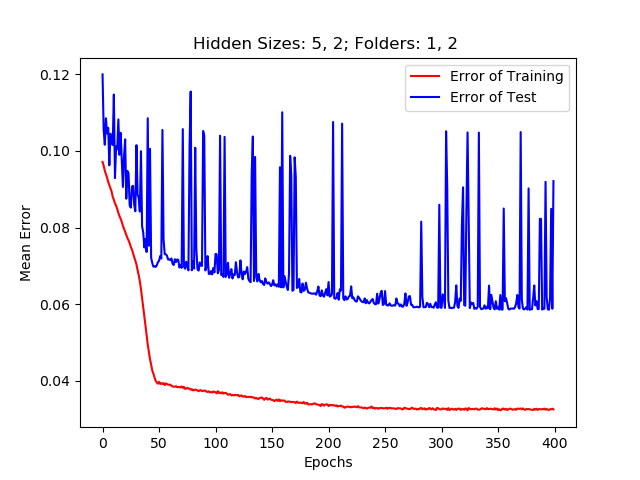 Hidden Sizes: 5, 2; Folders: 1, 2
Error of Training
Error of Test
0.12
0.10
0.08
0.06
0.04
Mean Error
0 50 100 150 200 250 300 350 400
Epochs